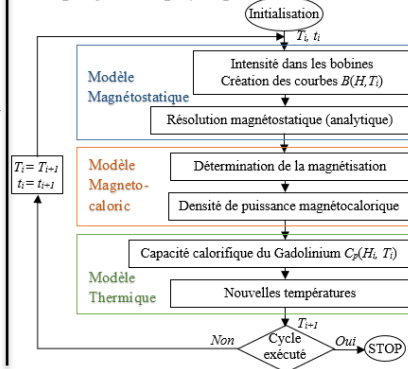 Initialisation
Ti, ti
Modèle
Magnétostatique
Intensité dans les bobines
Création des courbes B(H,Ti)
Résolution magnétostatique (analytique)
Ti = Ti+1
ti = ti+1
Modèle
Magneto-
caloric
Détermination de la magnétisation
Densité de puissance magnétocalorique
Modèle
Thermique
Capacité calorifique du Gadolinium Cp(Hi, Ti)
Nouvelles températures
Ti+1
Non
Cycle
exécuté
Oui
STOP